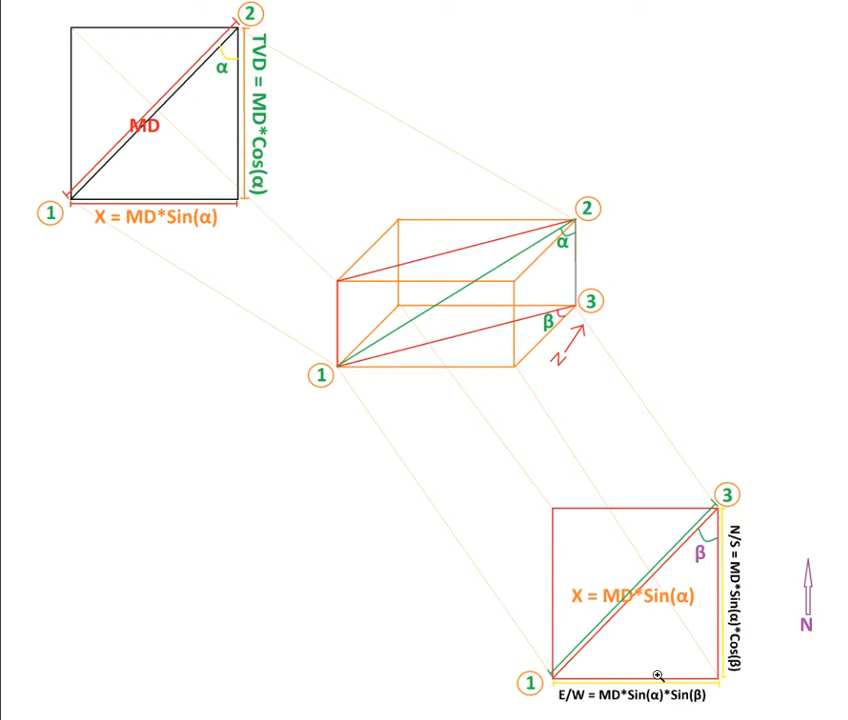 2
α
TVD = MD*Cos(α)
MD
1
X = MD*Sin(α)
2
α
3
β
N
1
3
β
N/S = MD*Sin(α)*Cos(β)
X = MD*Sin(α)
N
1
E/W = MD*Sin(α)*Sin(β)